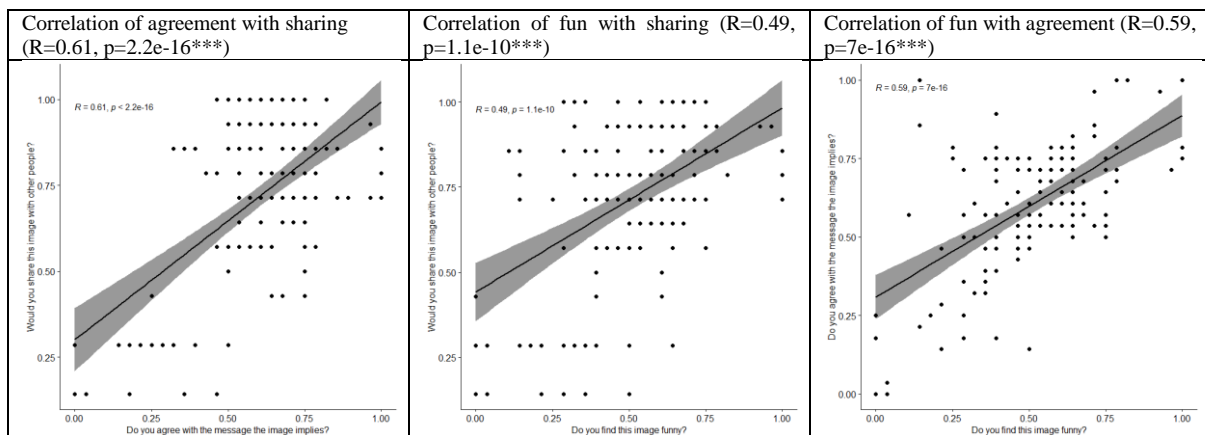 Correlation of agreement with sharing
(R=0.61, p=2.2e-16***)
Correlation of fun with sharing (R=0.49,
p=1.1e-10***)
Correlation of fun with agreement (R=0.59,
p=7e-16***)
R = 0.61, p < 2.2e-16
Would you share this image with other people?
1.00
0.75
0.50
0.25
0.00
0.25
0.50
0.75
1.00
Do you agree with the message the image implies?
R = 0.49, p = 1.1e-10
Would you share this image with other people?
1.00
0.75
0.50
0.25
0.00
0.25
0.50
0.75
1.00
Do you find this image funny?
R = 0.59, p = 7e-16
Do you agree with the message the image implies?
1.00
0.75
0.50
0.25
0.00
0.00
0.25
0.50
0.75
1.00
Do you find this image funny?